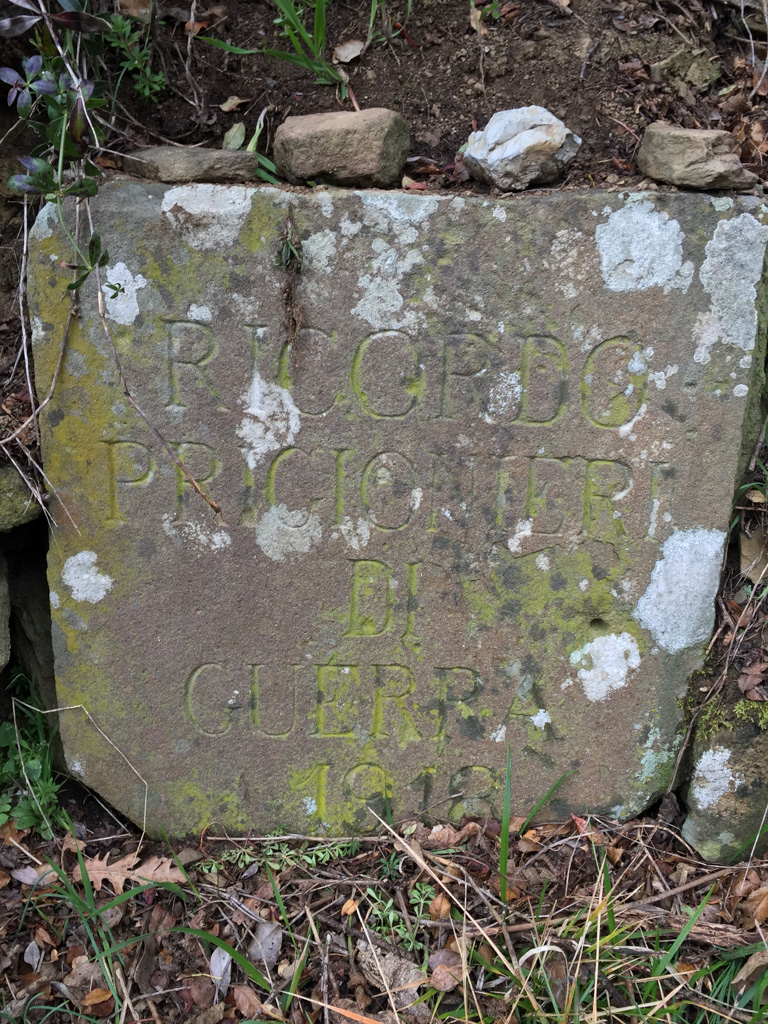 RICORDO
PRIGIONIERI
DI
GUERRA
1918